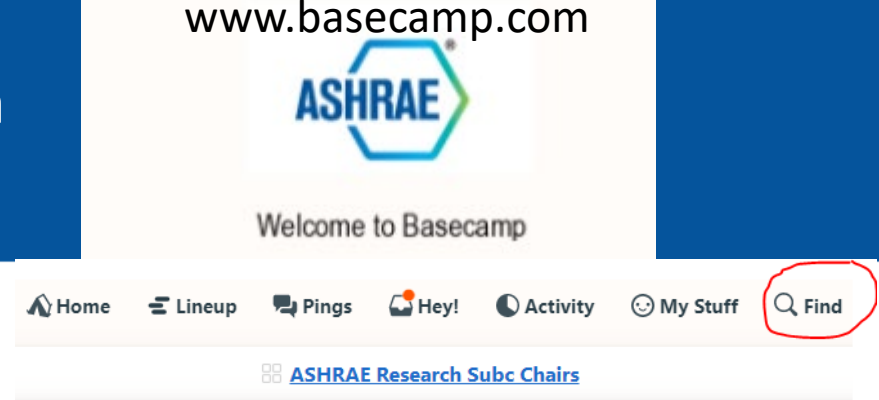 www.basecamp.com
ASHRAE®
Welcome to Basecamp
Home Lineup Pings Hey! Activity My Stuff Find
ASHRAE Research Subc Chairs